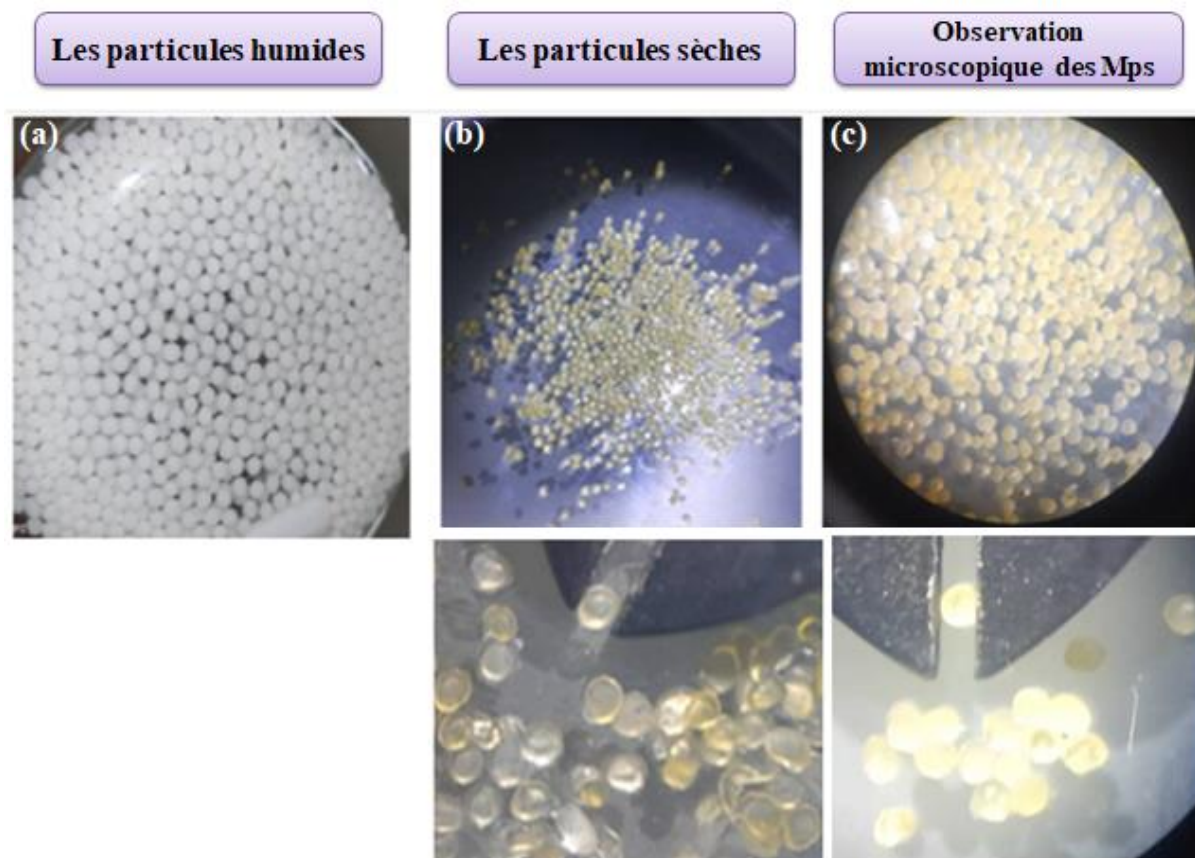 Les particules humides
Les particules sèches
Observation
microscopique des Mps
(a)
(b)
(c)